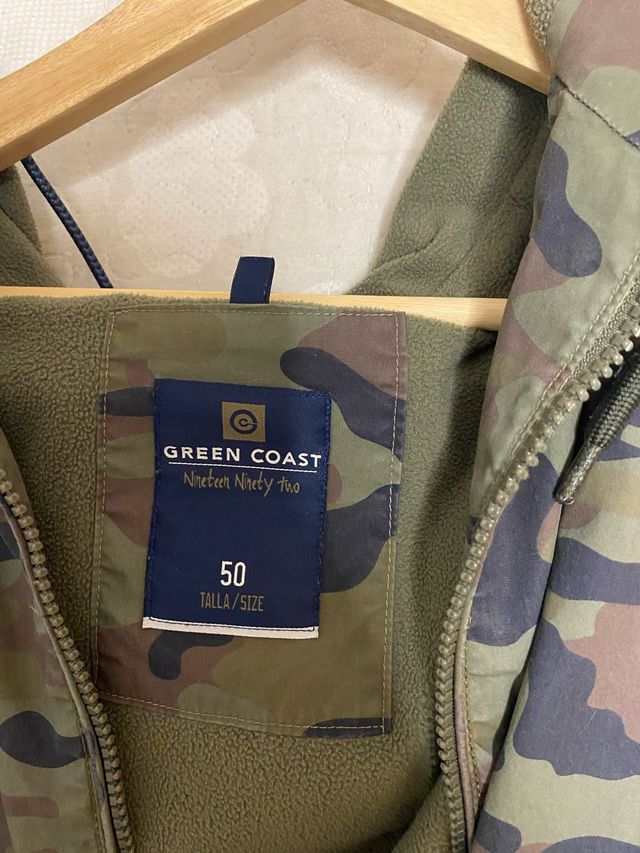 GREEN COAST
Nineteen Ninety Two
50
TALLA/SIZE